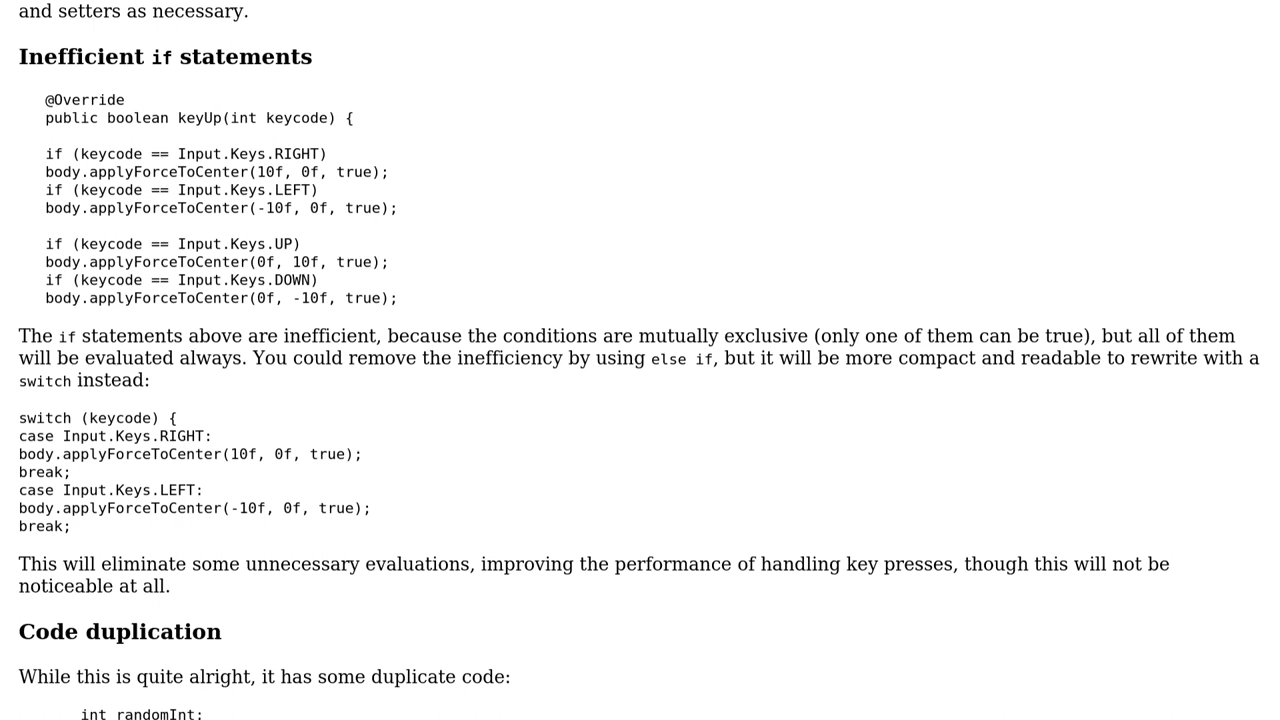 and setters as necessary.
Inefficient if statements
@Override
public boolean keyUp(int keycode) {
if (keycode == Input.Keys.RIGHT)
body.applyForceToCenter(10f, 0f, true);
if (keycode == Input.Keys.LEFT)
body.applyForceToCenter(-10f, 0f, true);
if (keycode == Input.Keys.UP)
body.applyForceToCenter(0f, 10f, true);
if (keycode == Input.Keys.DOWN)
body.applyForceToCenter(0f, -10f, true);
The if statements above are inefficient, because the conditions are mutually exclusive (only one of them can be true), but all of them
will be evaluated always. You could remove the inefficiency by using else if, but it will be more compact and readable to rewrite with a
switch instead:
switch (keycode) {
case Input.Keys.RIGHT:
body.applyForceToCenter(10f, 0f, true);
break;
case Input.Keys.LEFT:
body.applyForceToCenter(-10f, 0f, true);
break;
This will eliminate some unnecessary evaluations, improving the performance of handling key presses, though this will not be
noticeable at all.
Code duplication
While this is quite alright, it has some duplicate code:
int randomInt;